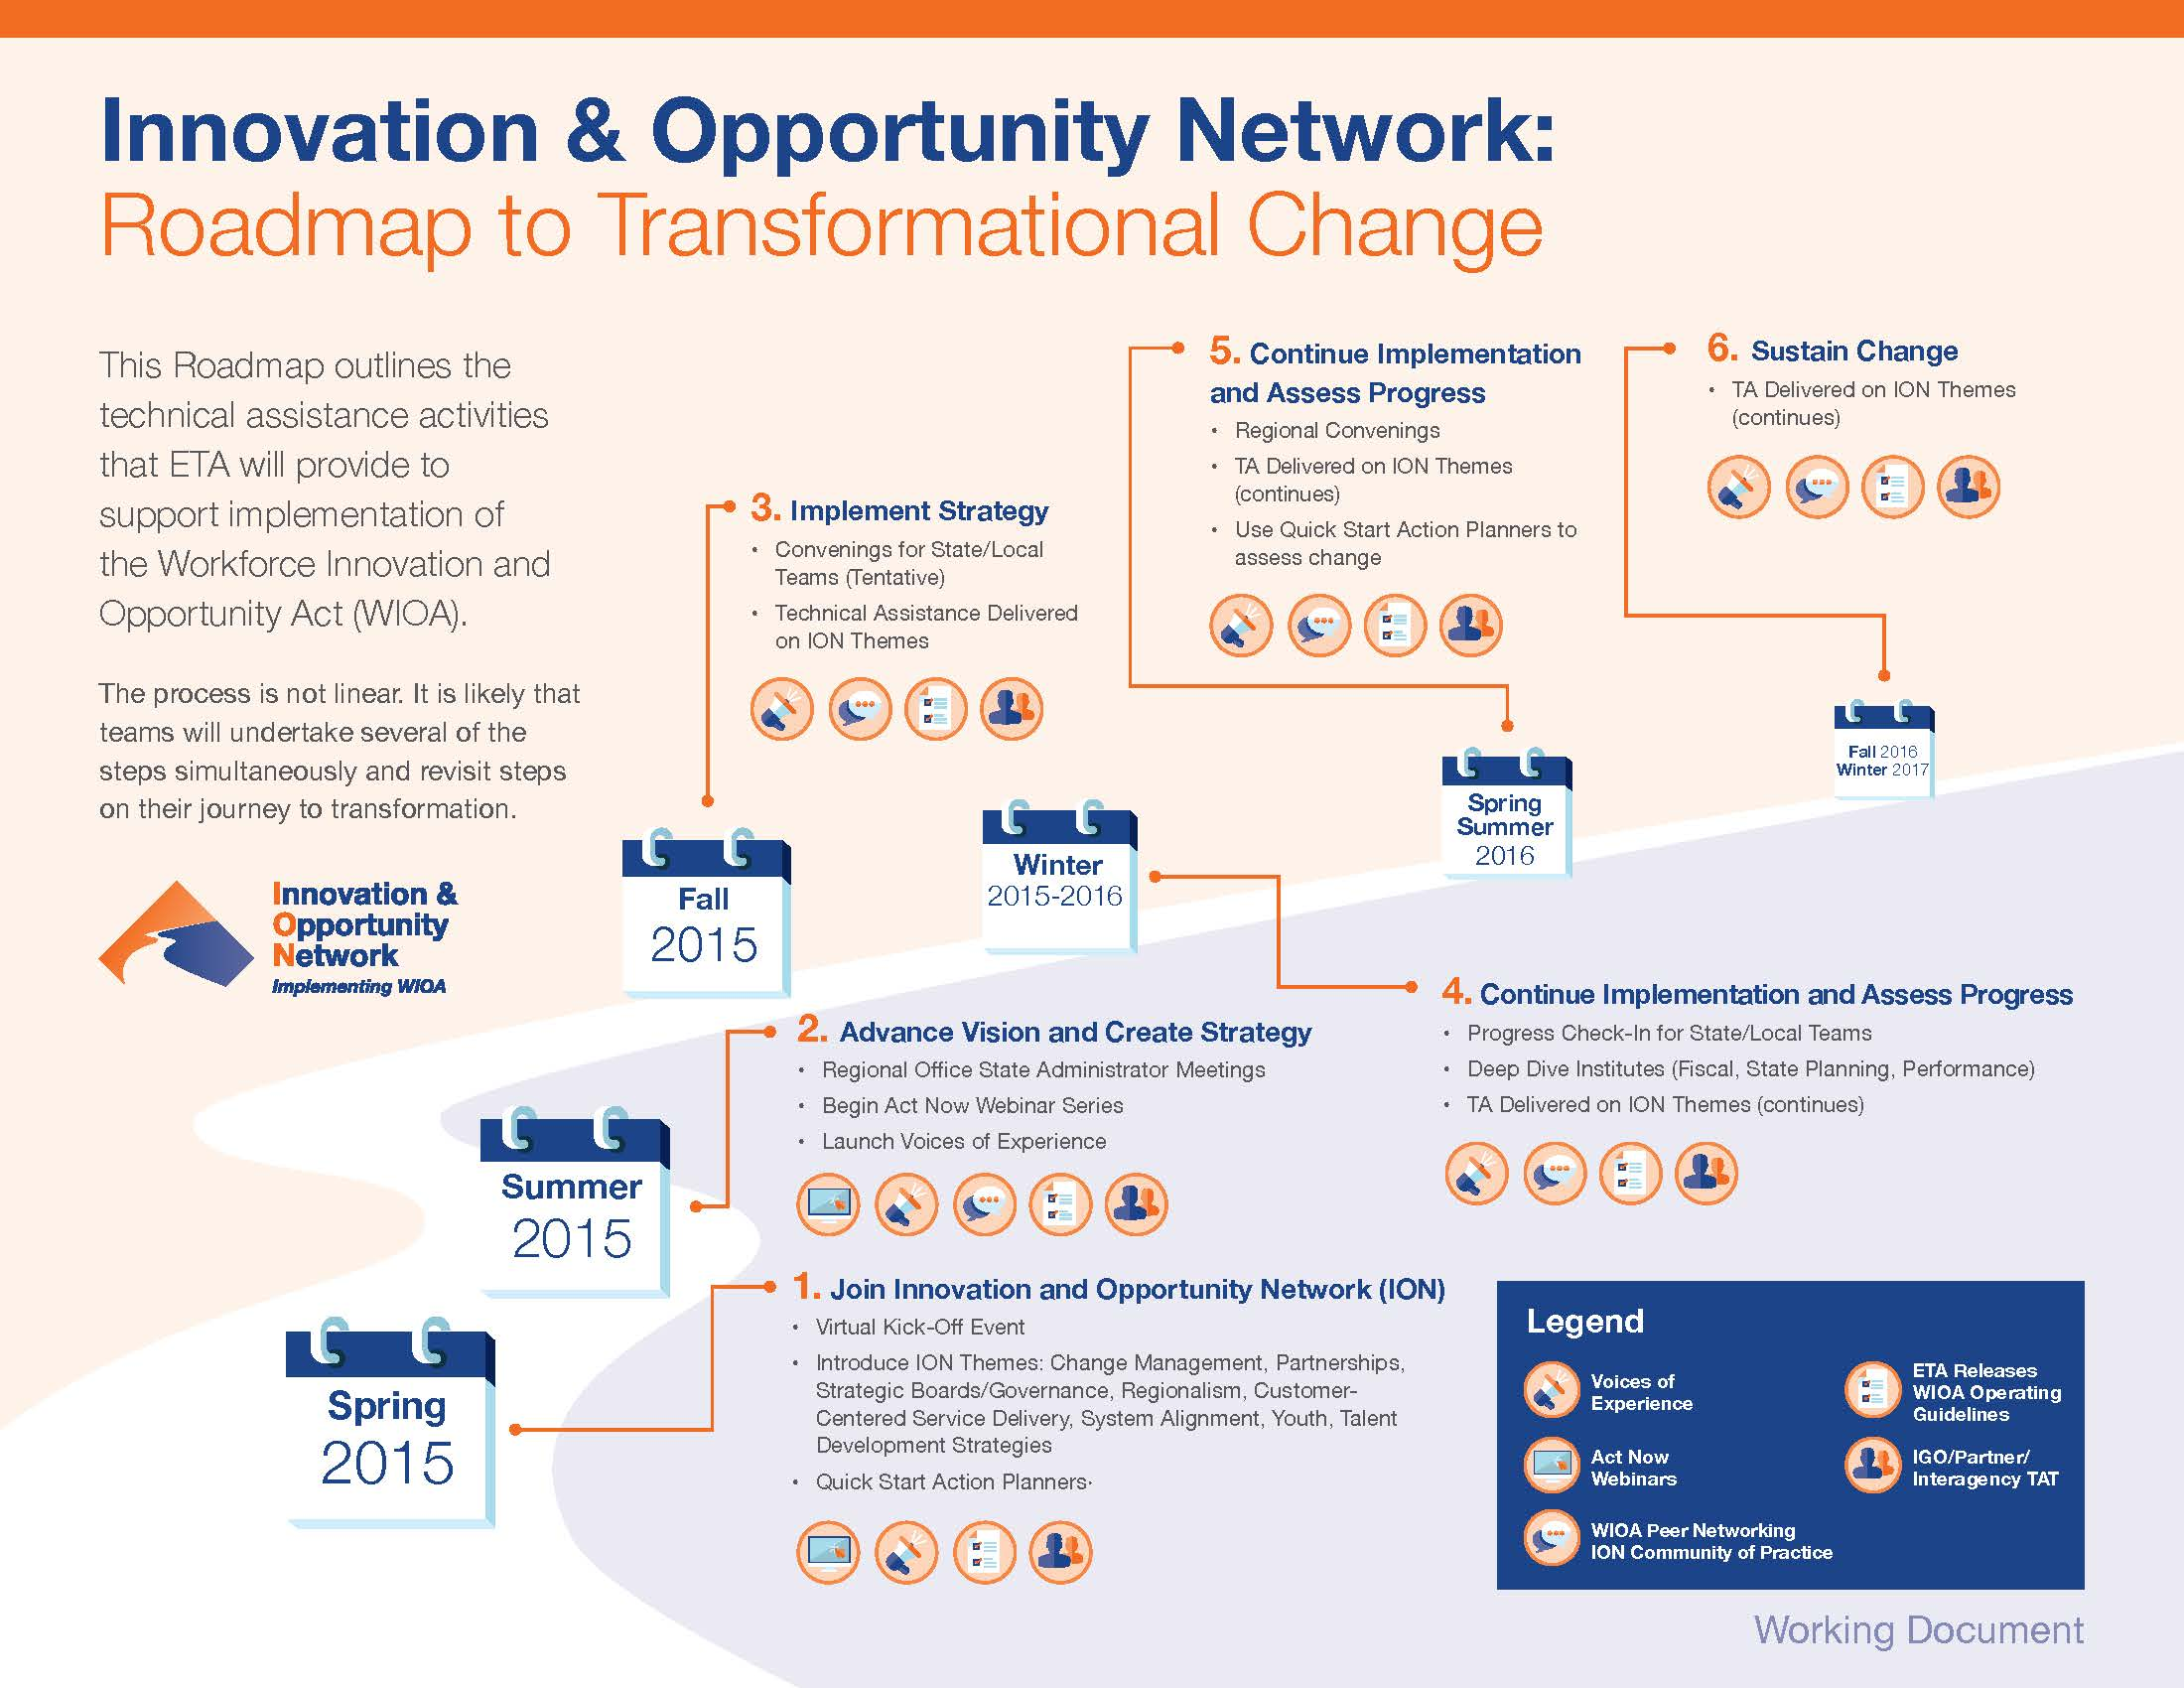 Innovation & Opportunity Network:
Roadmap to Transformational Change
This Roadmap outlines the
technical assistance activities
that ETA will provide to
support implementation of
the Workforce Innovation and
Opportunity Act (WIOA).
The process is not linear. It is likely that
teams will undertake several of the
steps simultaneously and revisit steps
on their journey to transformation.
Innovation &
Opportunity
Network
Implementing WIOA
Spring
2015
1. Join Innovation and Opportunity Network (ION)
• Virtual Kick-Off Event
• Introduce ION Themes: Change Management, Partnerships,
Strategic Boards/Governance, Regionalism, Customer-
Centered Service Delivery, System Alignment, Youth, Talent
Development Strategies
• Quick Start Action Planners·
Summer
2015
2. Advance Vision and Create Strategy
• Regional Office State Administrator Meetings
• Begin Act Now Webinar Series
• Launch Voices of Experience
Fall
2015
3. Implement Strategy
• Convenings for State/Local
Teams (Tentative)
• Technical Assistance Delivered
on ION Themes
Winter
2015-2016
4. Continue Implementation and Assess Progress
• Progress Check-In for State/Local Teams
• Deep Dive Institutes (Fiscal, State Planning, Performance)
• TA Delivered on ION Themes (continues)
Spring
Summer
2016
5. Continue Implementation
and Assess Progress
• Regional Convenings
• TA Delivered on ION Themes
(continues)
• Use Quick Start Action Planners to
assess change
Fall 2016
Winter 2017
6. Sustain Change
• TA Delivered on ION Themes
(continues)
Legend
Voices of
Experience
Act Now
Webinars
WIOA Peer Networking
ION Community of Practice
ETA Releases
WIOA Operating
Guidelines
IGO/Partner/
Interagency TAT
Working Document